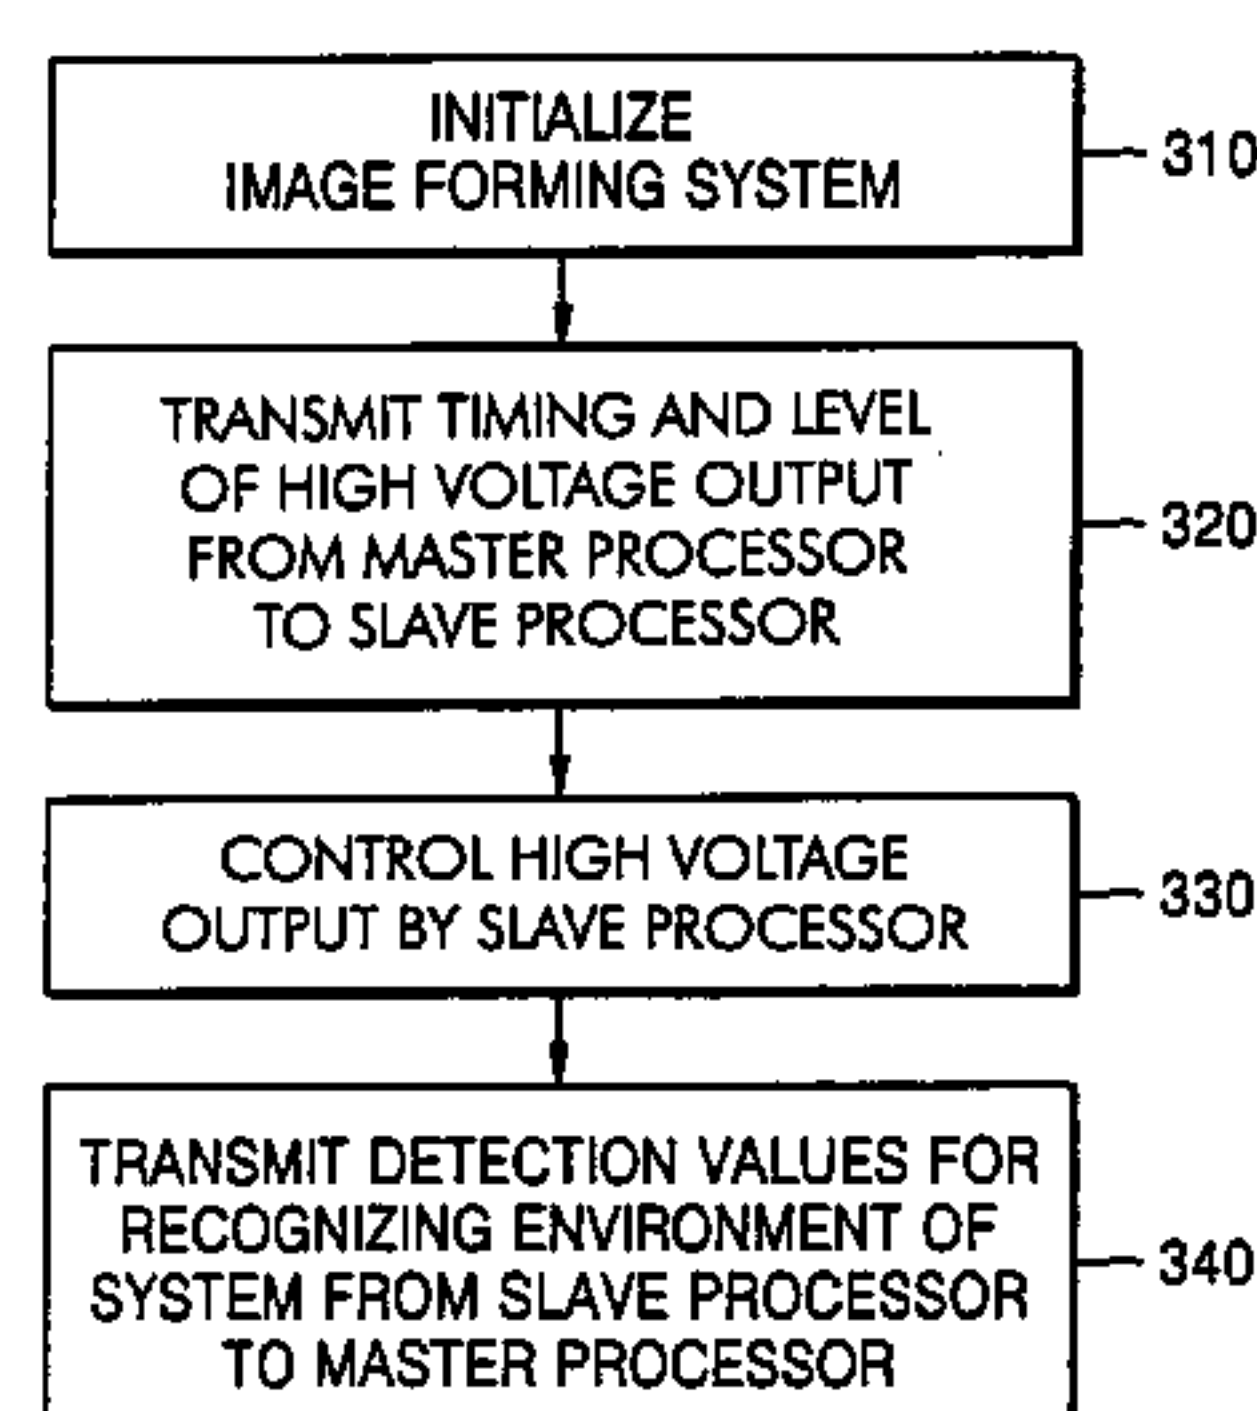 INITIALIZE
IMAGE FORMING SYSTEM
310
TRANSMIT TIMING AND LEVEL
OF HIGH VOLTAGE OUTPUT
FROM MASTER PROCESSOR
TO SLAVE PROCESSOR
320
CONTROL HIGH VOLTAGE
OUTPUT BY SLAVE PROCESSOR
330
TRANSMIT DETECTION VALUES FOR
RECOGNIZING ENVIRONMENT OF
SYSTEM FROM SLAVE PROCESSOR
TO MASTER PROCESSOR
340